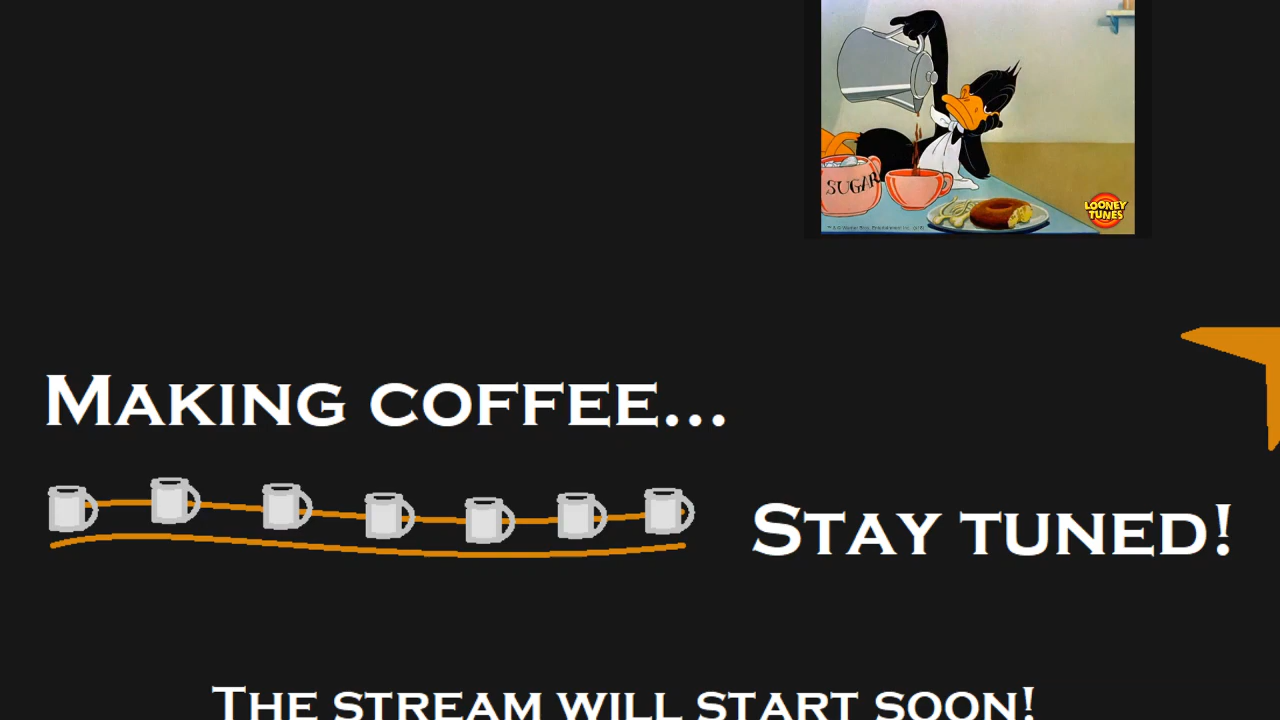 SUGAR
LOONEY
TUNES
MAKING COFFEE...
STAY TUNED!
THE STREAM WILL START SOON!